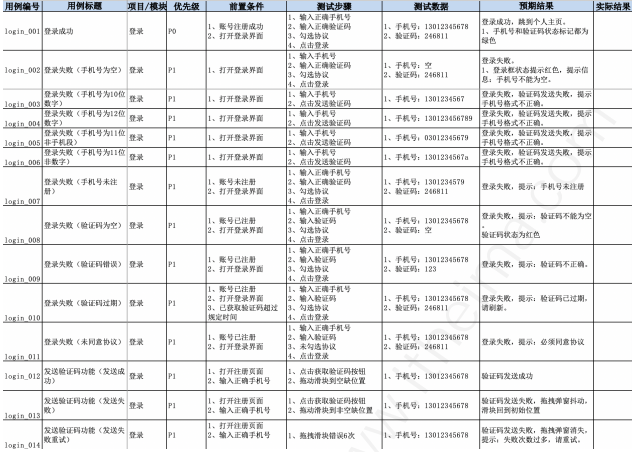 用例编号 用例标题 项目/模块 优先级 前置条件 测试步骤 测试数据 预期结果 实际结果
login_001 登录成功 登录 P0
1、账号注册成功
2、打开登录界面
1、输入正确手机号
2、输入正确验证码
3、勾选协议
4、点击登录
1、手机号：13012345678
2、验证码：246811
登录成功，跳到个人主页。
1、手机号和验证码状态标记都为
绿色
login_002 登录失败（手机号为空） 登录 P1
1、打开登录界面
1、输入手机号
2、输入正确验证码
3、勾选协议
4、点击登录
1、手机号：空
2、验证码：246811
登录失败。
1、登录框状态提示红色，提示信
息：手机号不能为空。
login_003 登录失败（手机号为10位
数字） 登录 P1
1、打开登录界面
1、输入手机号
2、点击发送验证码
1、手机号：1301234567
登录失败，验证码发送失败，提示
手机号格式不正确。
login_004 登录失败（手机号为12位
数字） 登录 P1
1、打开登录界面
1、输入手机号
2、点击发送验证码
1、手机号：130123456789
登录失败，验证码发送失败，提示
手机号格式不正确。
login_005 登录失败（手机号为11位
非手机段） 登录 P1
1、打开登录界面
1、输入手机号
2、点击发送验证码
1、手机号：03012345679
登录失败，验证码发送失败，提示
手机号格式不正确。
login_006 登录失败（手机号为11位
非数字） 登录 P1
1、打开登录界面
1、输入手机号
2、点击发送验证码
1、手机号：1301234567a
登录失败，验证码发送失败，提示
手机号格式不正确。
login_007 登录失败（手机号未注
册） 登录 P1
1、账号未注册
2、打开登录界面
1、输入正确手机号
2、输入正确验证码
3、勾选协议
4、点击登录
1、手机号：1301234579
2、验证码：246811
登录失败，提示：手机号未注册
login_008 登录失败（验证码为空） 登录 P1
1、账号已注册
2、打开登录界面
1、输入正确手机号
2、输入验证码
3、勾选协议
4、点击登录
1、手机号：13012345678
2、验证码：空
登录失败，提示：验证码不能为空
。
验证码状态为红色
login_009 登录失败（验证码错误） 登录 P1
1、账号已注册
2、打开登录界面
1、输入正确手机号
2、输入验证码
3、勾选协议
4、点击登录
1、手机号：13012345678
2、验证码：123
登录失败，提示：验证码不正确。
login_010 登录失败（验证码过期） 登录 P1
1、账号已注册
2、打开登录界面
3、已获取验证码超过
规定时间
1、输入正确手机号
2、输入验证码
3、勾选协议
4、点击登录
1、手机号：13012345678
2、验证码：246811
登录失败，提示：验证码已过期，
请刷新。
login_011 登录失败（未同意协议） 登录 P1
1、账号已注册
2、打开登录界面
1、输入正确手机号
2、输入验证码
3、未勾选协议
4、点击登录
1、手机号：13012345678
2、验证码：246811
登录失败，提示：必须同意协议
login_012 发送验证码功能（发送成
功） 登录 P1
1、打开注册页面
2、输入正确手机号
1、点击获取验证码按钮
2、拖动滑块到空缺位置
1、手机号：13012345678
验证码发送成功
login_013 发送验证码功能（发送失
败） 登录 P1
1、打开注册页面
2、输入正确手机号
1、点击获取验证码按钮
2、拖动滑块到非空缺位置
1、手机号：13012345678
验证码发送失败，拖拽弹窗抖动，
滑块回到初始位置
login_014 发送验证码功能（发送失
败重试） 登录 P1
1、打开注册页面
2、输入正确手机号
1、拖拽滑块错误6次
1、手机号：13012345678
验证码发送失败，拖拽弹窗消失，
提示：失败次数过多，请重试。